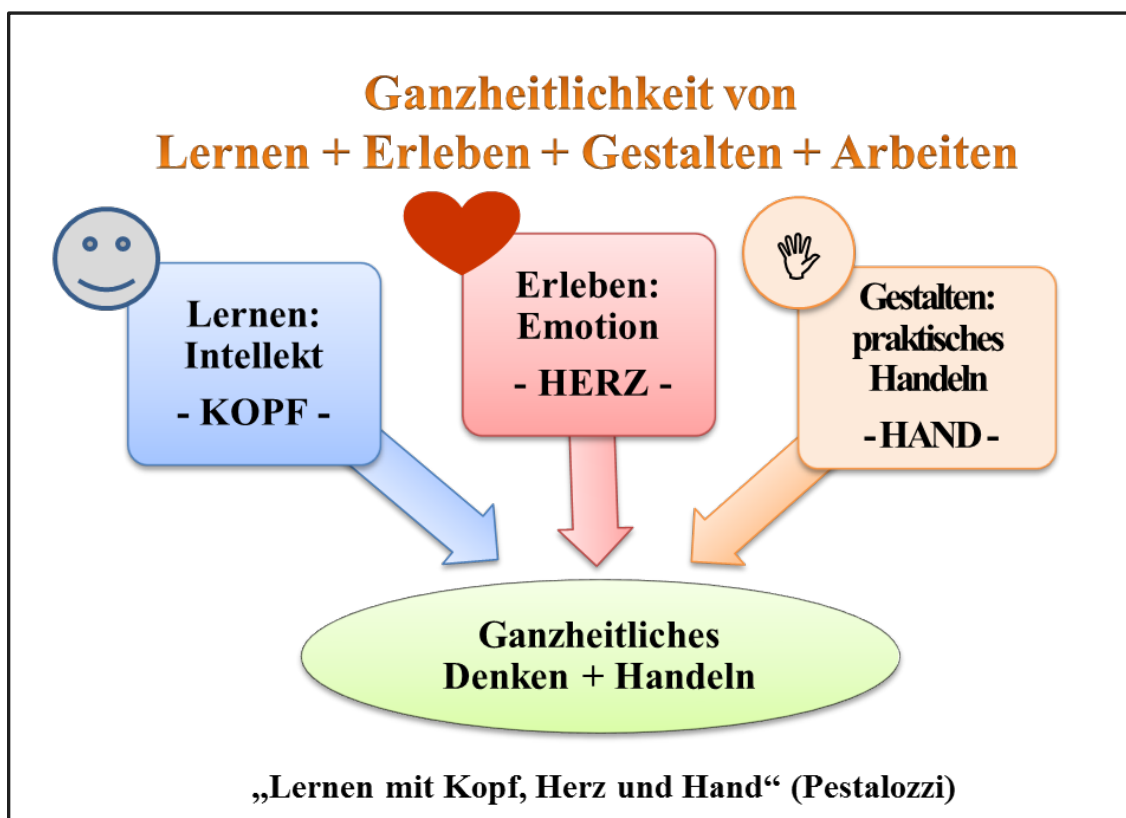 Ganzheitlichkeit von
Lernen + Erleben + Gestalten + Arbeiten
Lernen:
Intellekt
- KOPF -
Erleben:
Emotion
- HERZ -
Gestalten:
praktisches
Handeln
- HAND -
Ganzheitliches
Denken + Handeln
„Lernen mit Kopf, Herz und Hand“ (Pestalozzi)